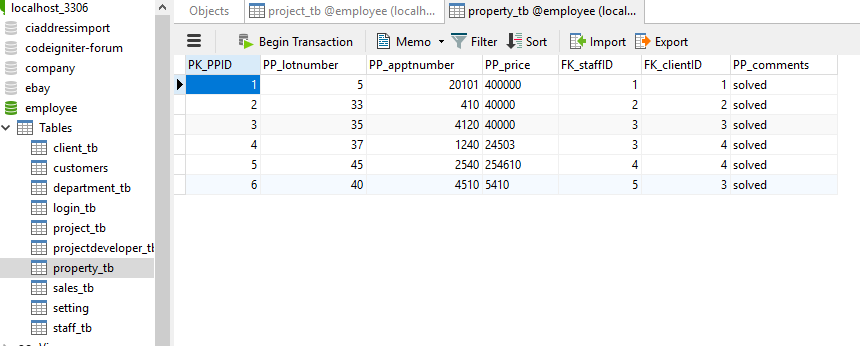 localhost_3306
ciaddressimport
codeigniter-forum
company
ebay
employee
Tables
client_tb
customers
department_tb
login_tb
project_tb
projectdeveloper_tb
property_tb
sales_tb
setting
staff_tb
Objects project_tb @employee (localh... property_tb @employee (local...
Begin Transaction Memo Filter Sort Import Export
PK_PPID PP_lotnumber PP_apptnumber PP_price FK_staffID FK_clientID PP_comments
1 5 20101 400000 1 1 solved
2 33 410 40000 2 2 solved
3 35 4120 40000 3 3 solved
4 37 1240 24503 3 4 solved
5 45 2540 254610 4 4 solved
6 40 4510 5410 5 3 solved